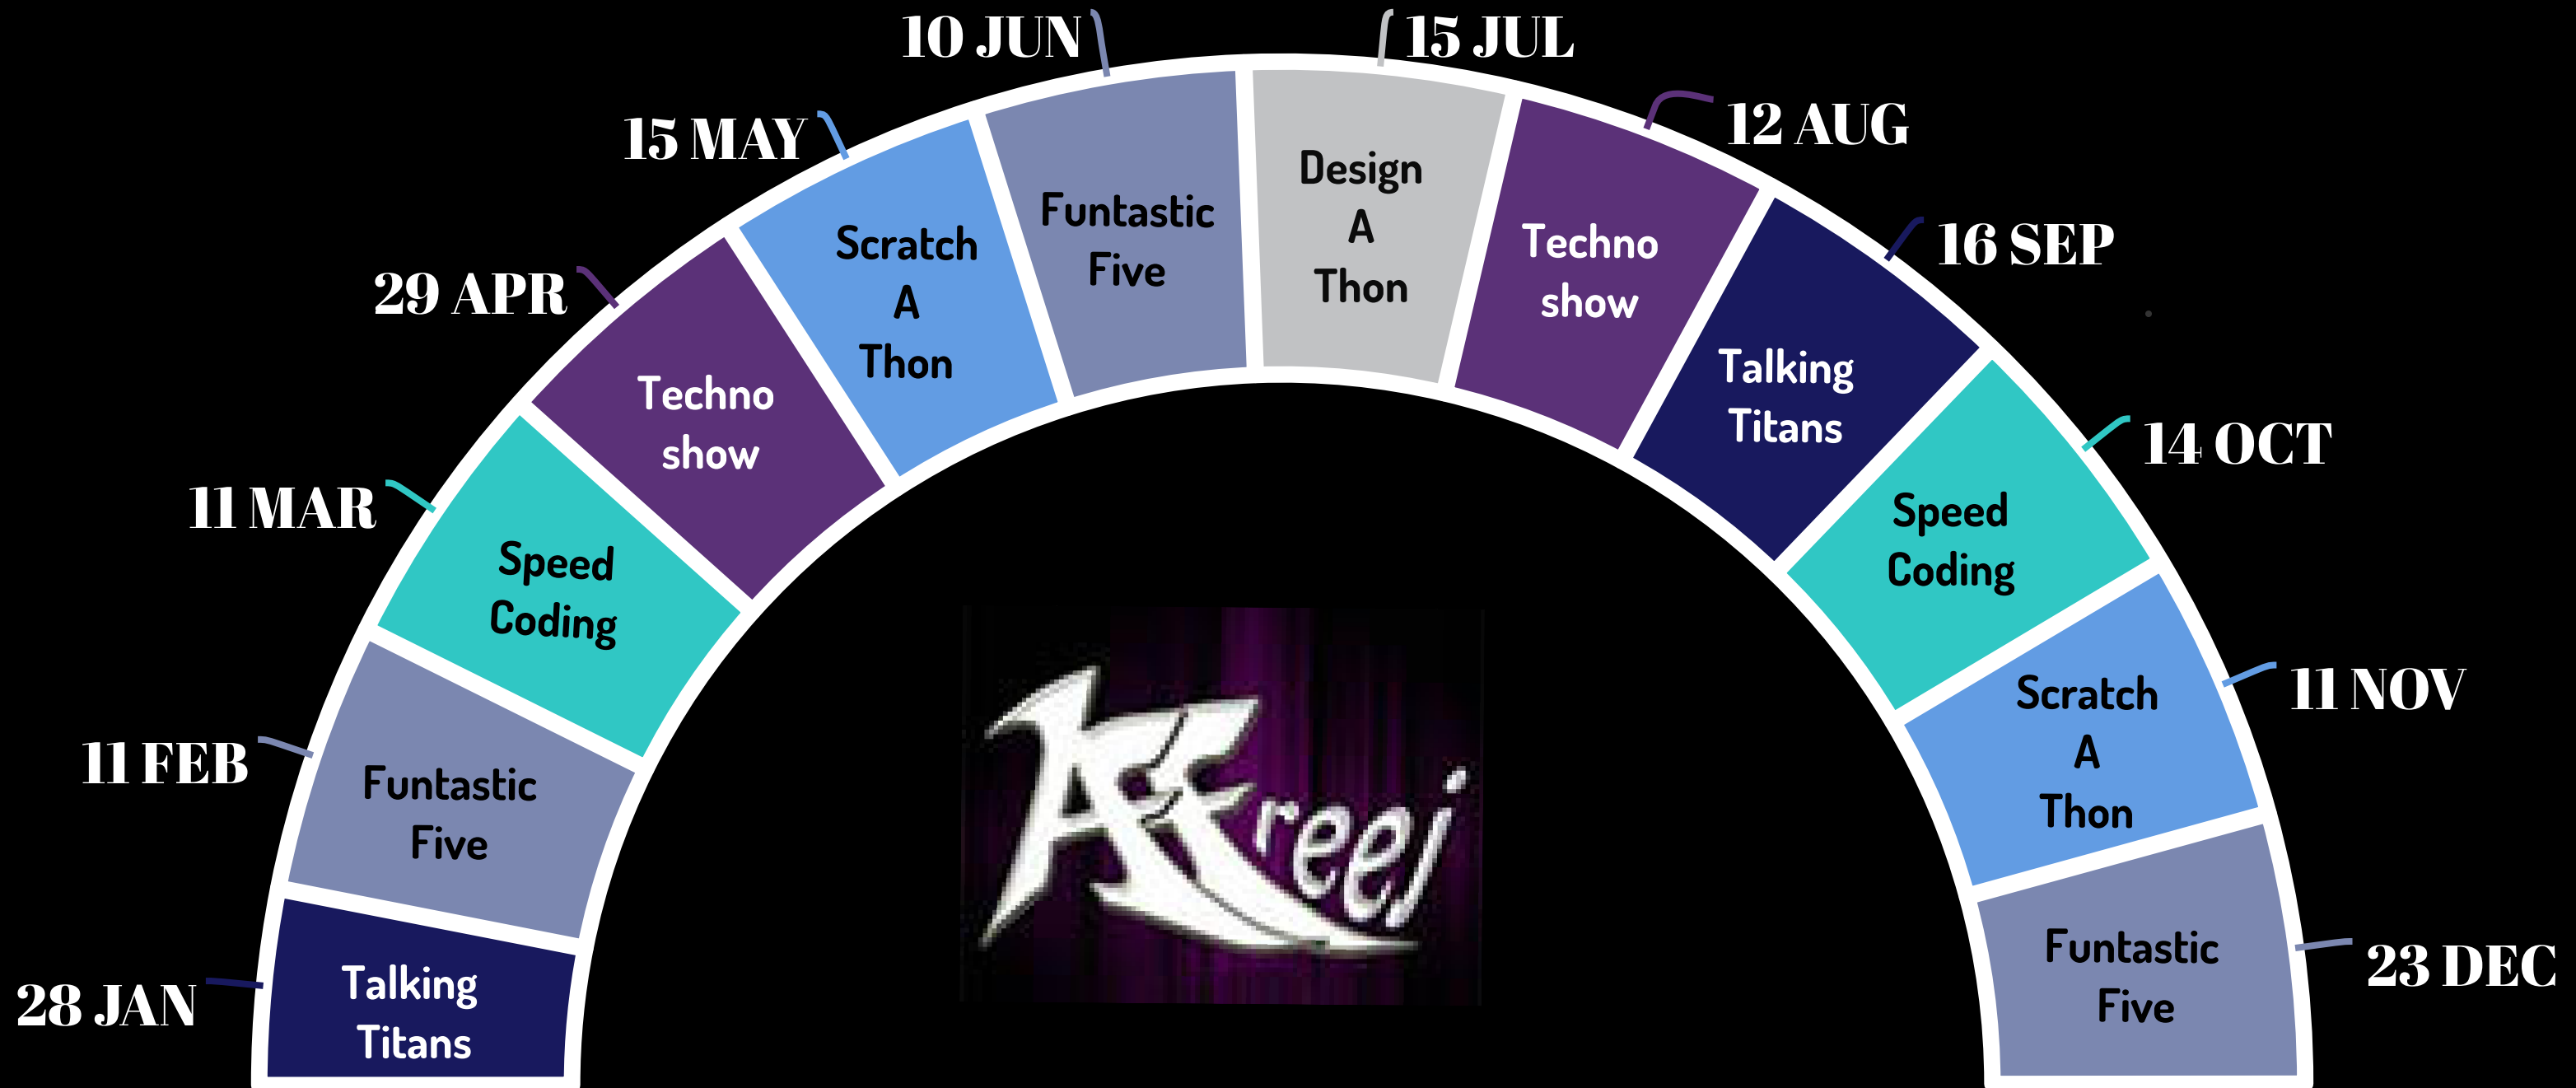 28 JAN
Talking
Titans
11 FEB
Funtastic
Five
11 MAR
Speed
Coding
29 APR
Techno
show
15 MAY
Scratch
A
Thon
10 JUN
Funtastic
Five
15 JUL
Design
A
Thon
12 AUG
Techno
show
16 SEP
Talking
Titans
14 OCT
Speed
Coding
11 NOV
Scratch
A
Thon
23 DEC
Funtastic
Five